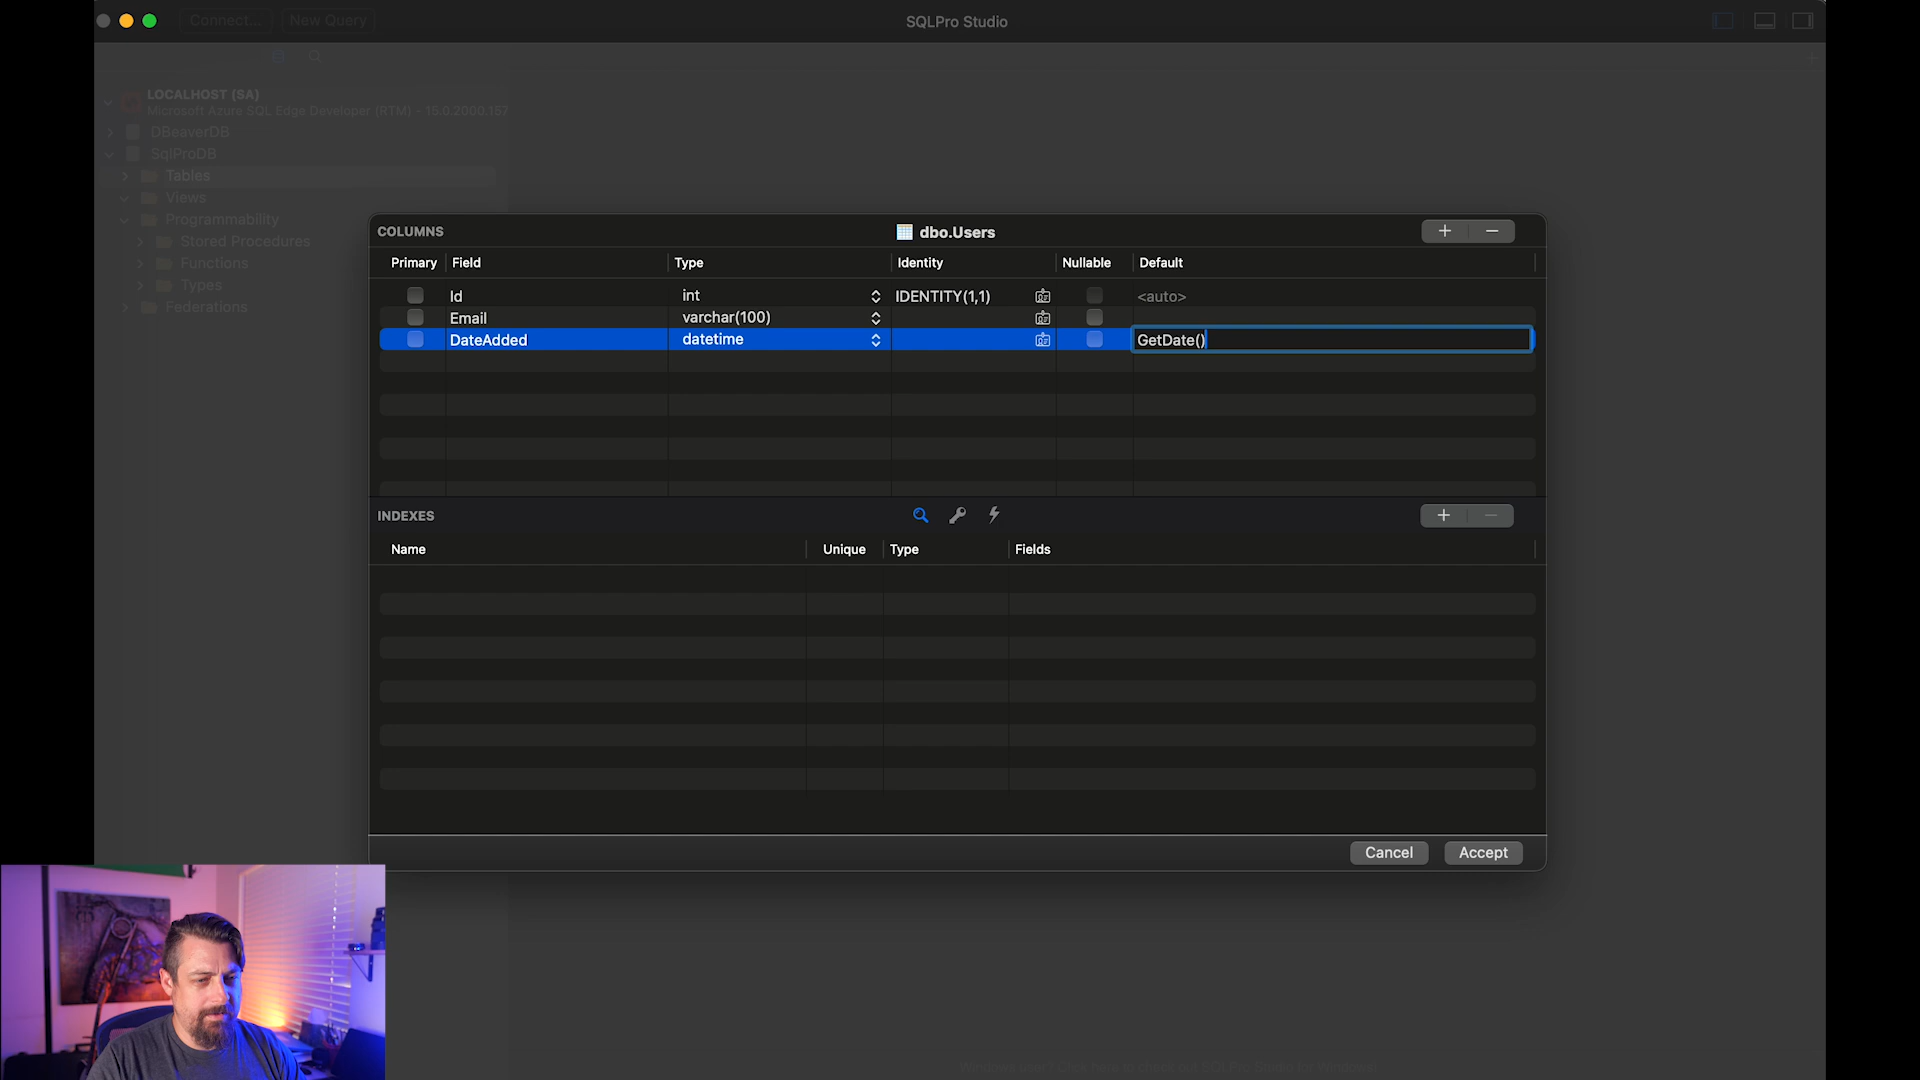 Connect... New Query SQLPro Studio
LOCALHOST (SA)
Microsoft Azure SQL Edge Developer (RTM) - 15.0.2000.157
DBeaverDB
SqlProDB
Tables
Views
Programmability
Stored Procedures
Functions
Types
Federations
COLUMNS dbo.Users
Primary Field Type Identity Nullable Default
Id int IDENTITY(1,1) <auto>
Email varchar(100)
DateAdded datetime GetDate()
INDEXES
Name Unique Type Fields
Cancel Accept